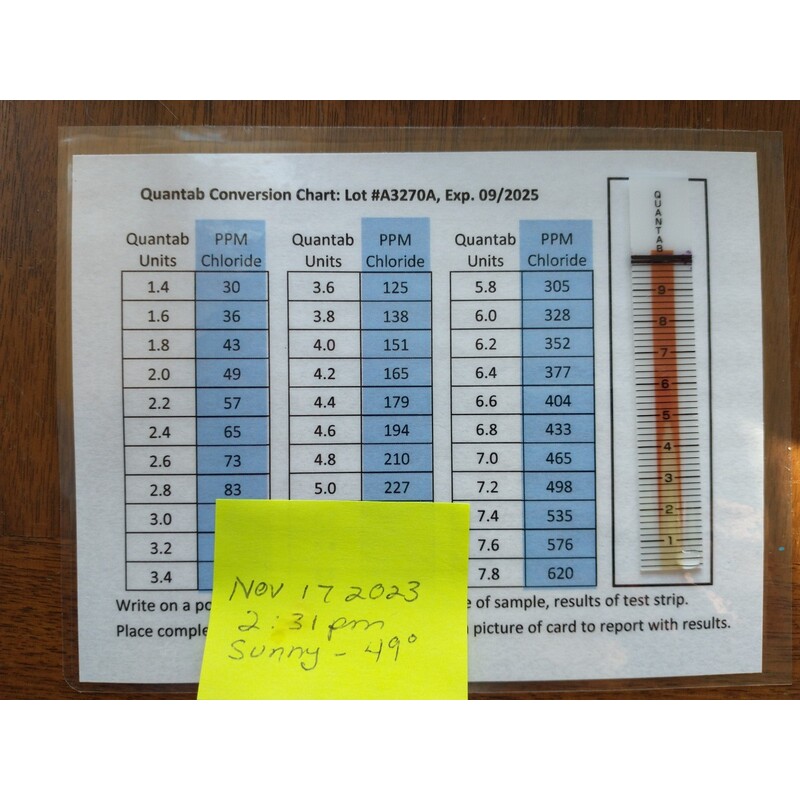 Quantab Conversion Chart: Lot #A3270A, Exp. 09/2025
Quantab Units PPM Chloride Quantab Units PPM Chloride Quantab Units PPM Chloride
1.4 30 3.6 125 5.8 305
1.6 36 3.8 138 6.0 328
1.8 43 4.0 151 6.2 352
2.0 49 4.2 165 6.4 377
2.2 57 4.4 179 6.6 404
2.4 65 4.6 194 6.8 433
2.6 73 4.8 210 7.0 465
2.8 83 5.0 227 7.2 498
3.0 7.4 535
3.2 7.6 576
3.4 7.8 620
Write on a e of sample, results of test strip.
Place picture of card to report with results.
Nov 17 2023
2:31 pm
Sunny - 49°
QUANTAB
9
8
7
6
5
4
3
2
1